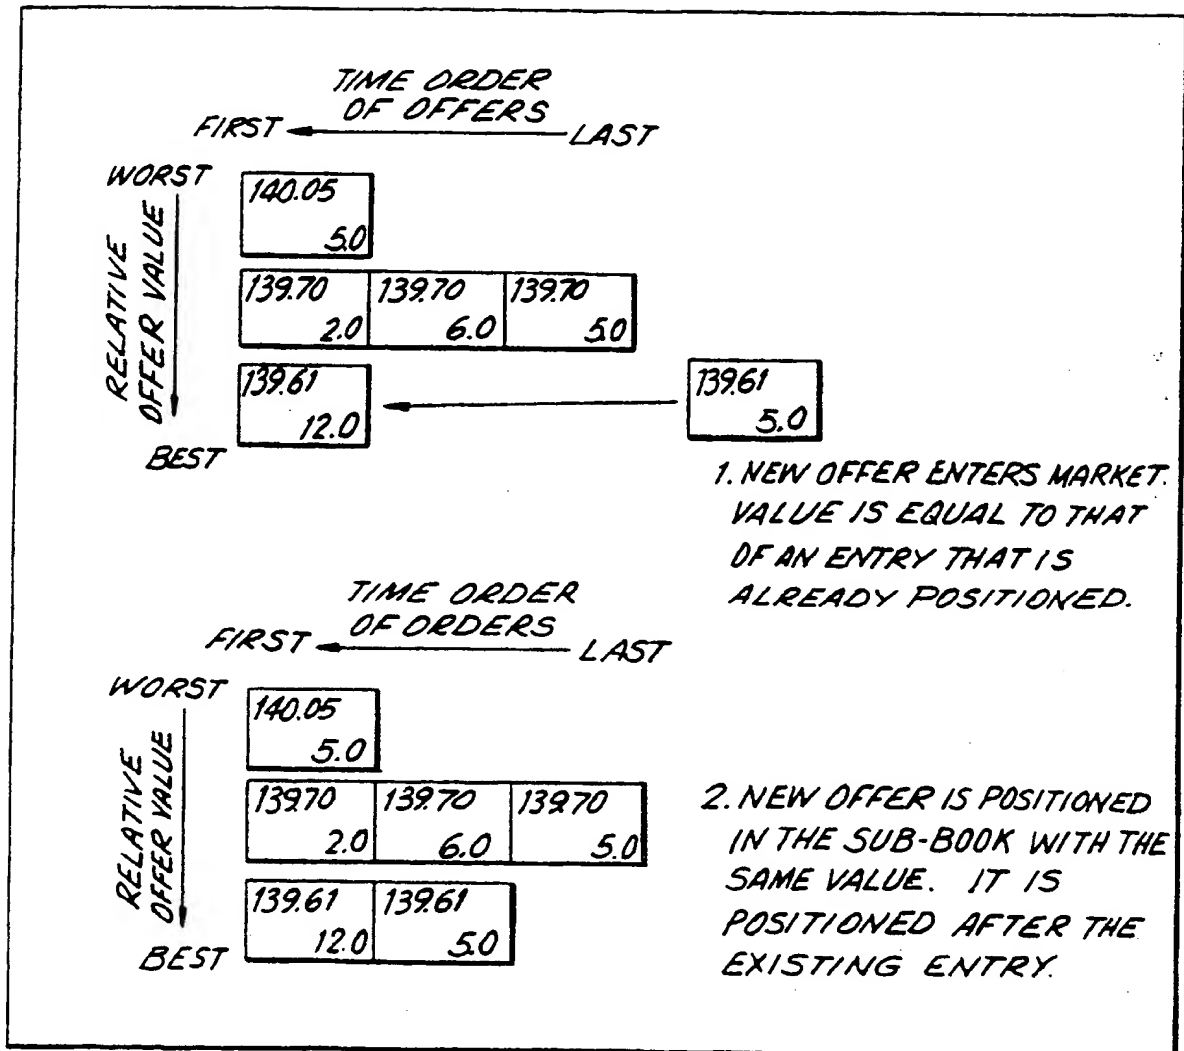 TIME ORDER
OF OFFERS
FIRST LAST
WORST
RELATIVE
OFFER VALUE
BEST
140.05
5.0
139.70 139.70 139.70
2.0 6.0 5.0
139.61 139.61
12.0 5.0
1. NEW OFFER ENTERS MARKET.
VALUE IS EQUAL TO THAT
OF AN ENTRY THAT IS
ALREADY POSITIONED.
TIME ORDER
OF ORDERS
FIRST LAST
WORST
RELATIVE
OFFER VALUE
BEST
140.05
5.0
139.70 139.70 139.70
2.0 6.0 5.0
139.61 139.61
12.0 5.0
2. NEW OFFER IS POSITIONED
IN THE SUB-BOOK WITH THE
SAME VALUE. IT IS
POSITIONED AFTER THE
EXISTING ENTRY.